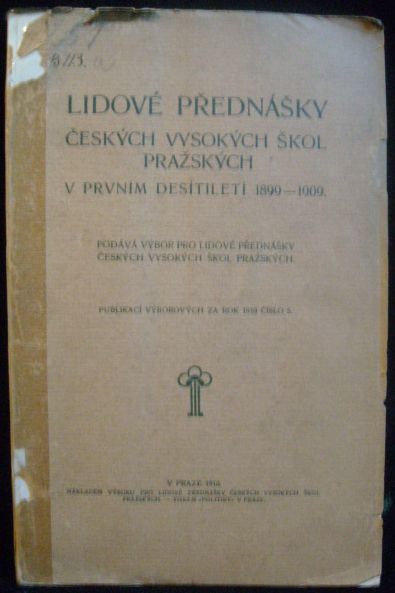 LIDOVÉ PŘEDNÁŠKY
ČESKÝCH VYSOKÝCH ŠKOL
PRAŽSKÝCH
V PRVNÍM DESÍTILETÍ 1899—1909.
PODÁVÁ VÝBOR PRO LIDOVÉ PŘEDNÁŠKY
ČESKÝCH VYSOKÝCH ŠKOL PRAŽSKÝCH.
PUBLIKACÍ VÝBOROVÝCH ZA ROK 1910 ČÍSLO 5.
V PRAZE 1910.
NÁKLADEM VÝBORU PRO LIDOVÉ PŘEDNÁŠKY ČESKÝCH VYSOKÝCH ŠKOL
PRAŽSKÝCH. — TISKEM »POLITIKY« V PRAZE.